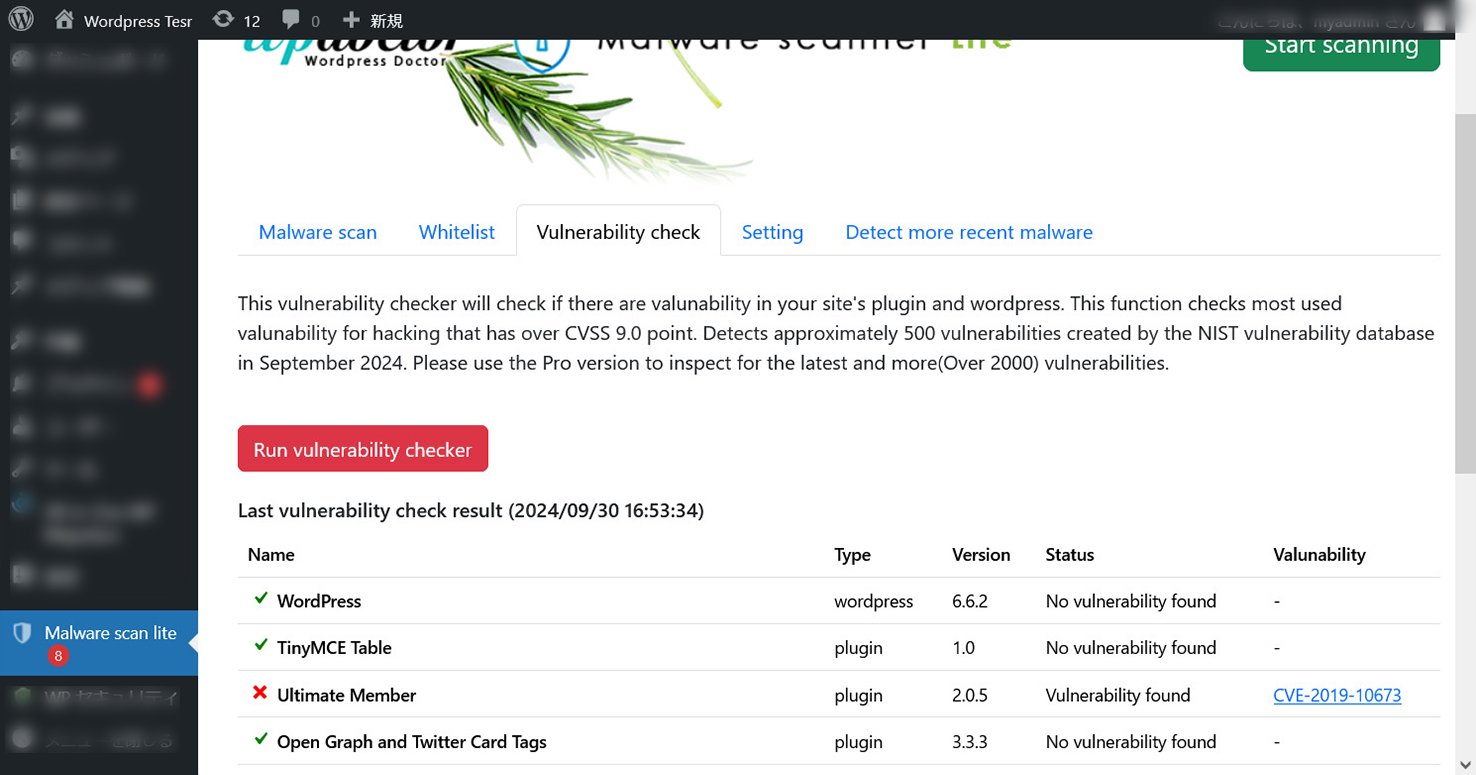 Wordpress Tesr 12 0 新規
Wordpress Doctor
Malware scanner Lite
Start scanning
Malware scan Whitelist Vulnerability check Setting Detect more recent malware
This vulnerability checker will check if there are valunability in your site's plugin and wordpress. This function checks most used
valunability for hacking that has over CVSS 9.0 point. Detects approximately 500 vulnerabilities created by the NIST vulnerability database
in September 2024. Please use the Pro version to inspect for the latest and more(Over 2000) vulnerabilities.
Run vulnerability checker
Last vulnerability check result (2024/09/30 16:53:34)
Name Type Version Status Valunability
WordPress wordpress 6.6.2 No vulnerability found -
TinyMCE Table plugin 1.0 No vulnerability found -
Ultimate Member plugin 2.0.5 Vulnerability found CVE-2019-10673
Open Graph and Twitter Card Tags plugin 3.3.3 No vulnerability found -
Malware scan lite
8